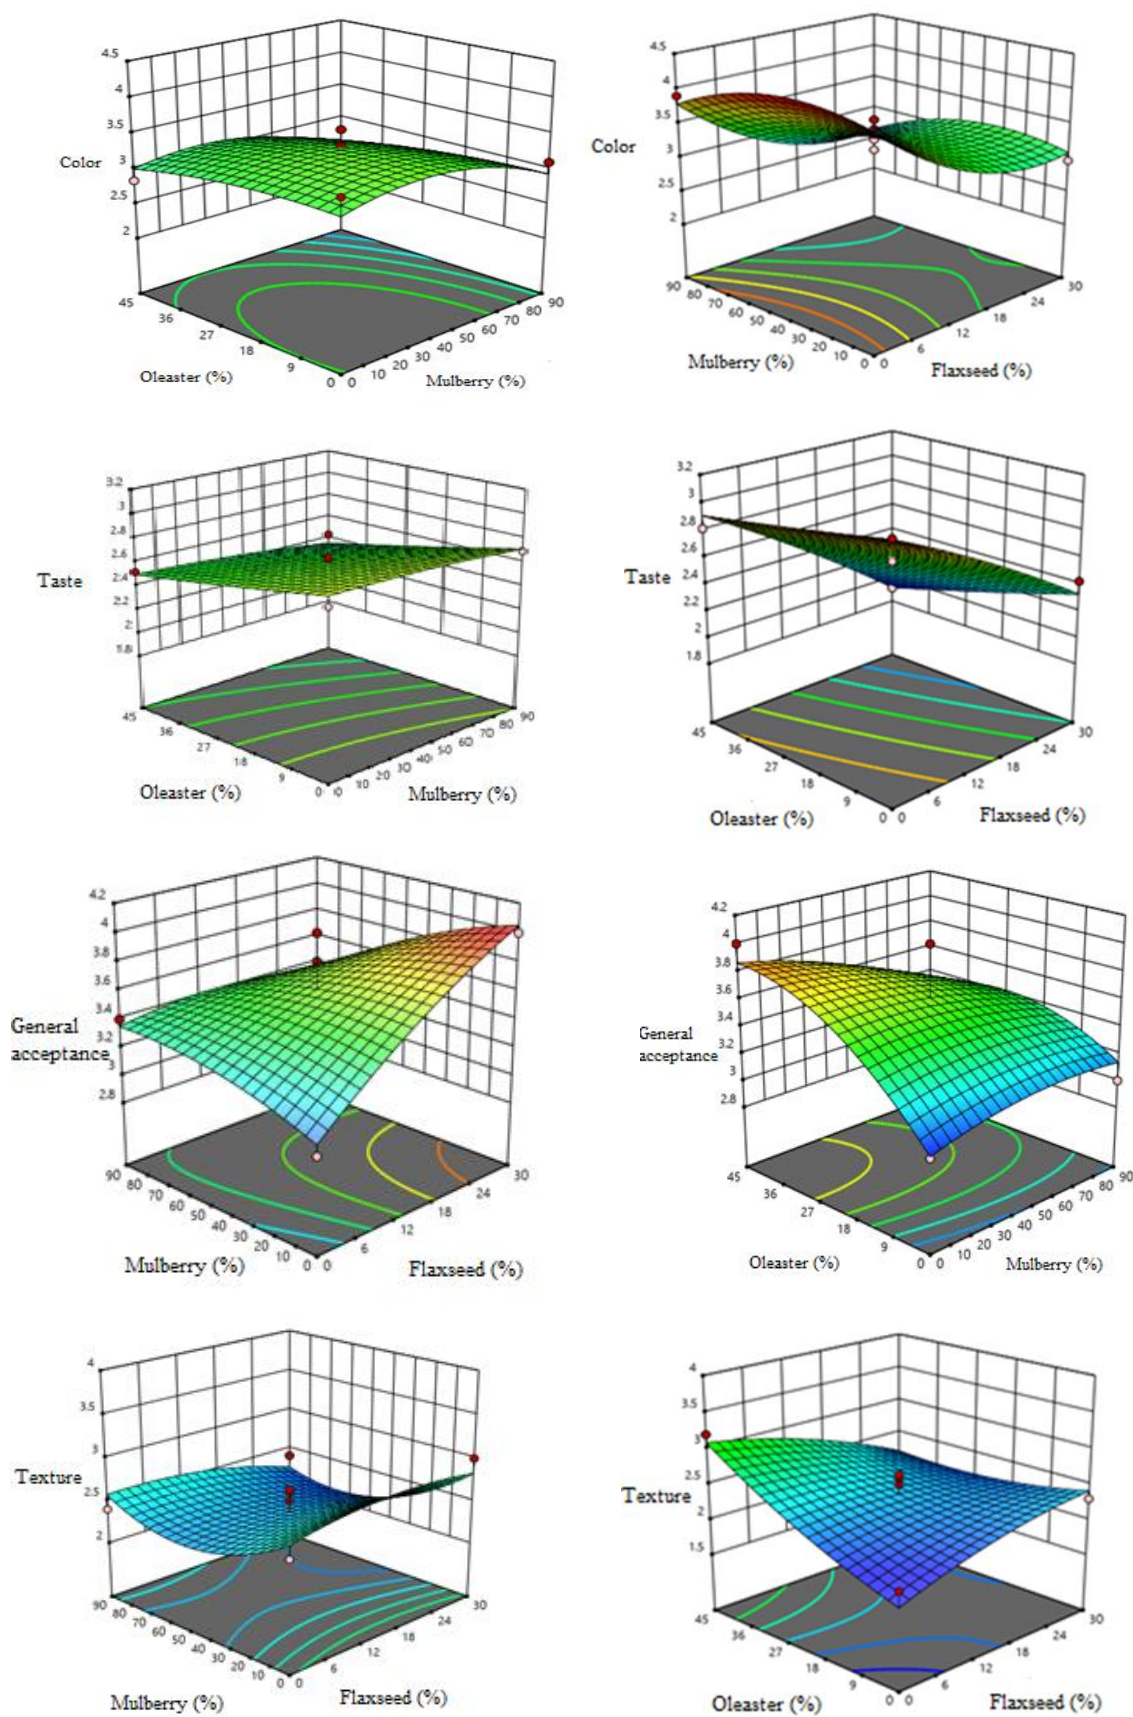 4.5
4
3.5
Color
3
2.5
2
45 36 27 18 9 0
0 10 20 30 40 50 60 70 80 90
Oleaster (%)
Mulberry (%)
4.5
4
3.5
Color
3
2.5
2
90 80 70 60 50 40 30 20 10 0
0 6 12 18 24 30
Mulberry (%)
Flaxseed (%)
3.2
3
2.8
2.6
Taste
2.4
2.2
2
1.8
45 36 27 18 9 0
0 10 20 30 40 50 60 70 80 90
Oleaster (%)
Mulberry (%)
3.2
3
2.8
2.6
Taste
2.4
2.2
2
1.8
45 36 27 18 9 0
0 6 12 18 24 30
Oleaster (%)
Flaxseed (%)
4.2
4
3.8
3.6
3.4
General
acceptance
3.2
3
2.8
90 80 70 60 50 40 30 20 10 0
0 6 12 18 24 30
Mulberry (%)
Flaxseed (%)
4.2
4
3.8
3.6
3.4
General
acceptance
3.2
3
2.8
45 36 27 18 9 0
0 10 20 30 40 50 60 70 80 90
Oleaster (%)
Mulberry (%)
4
3.5
3
Texture
2.5
2
90 80 70 60 50 40 30 20 10 0
0 6 12 18 24 30
Mulberry (%)
Flaxseed (%)
4
3.5
3
2.5
Texture
2
1.5
45 36 27 18 9 0
0 6 12 18 24 30
Oleaster (%)
Flaxseed (%)